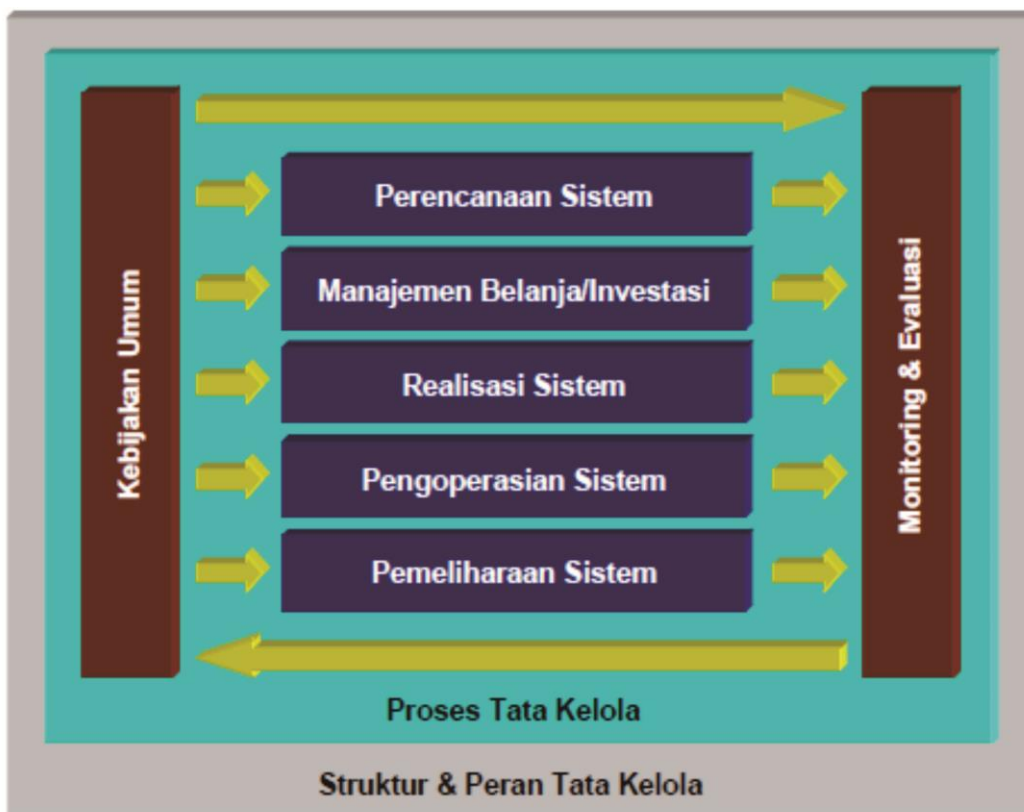 Kebijakan Umum
Perencanaan Sistem
Manajemen Belanja/Investasi
Realisasi Sistem
Pengoperasian Sistem
Pemeliharaan Sistem
Monitoring & Evaluasi
Proses Tata Kelola
Struktur & Peran Tata Kelola